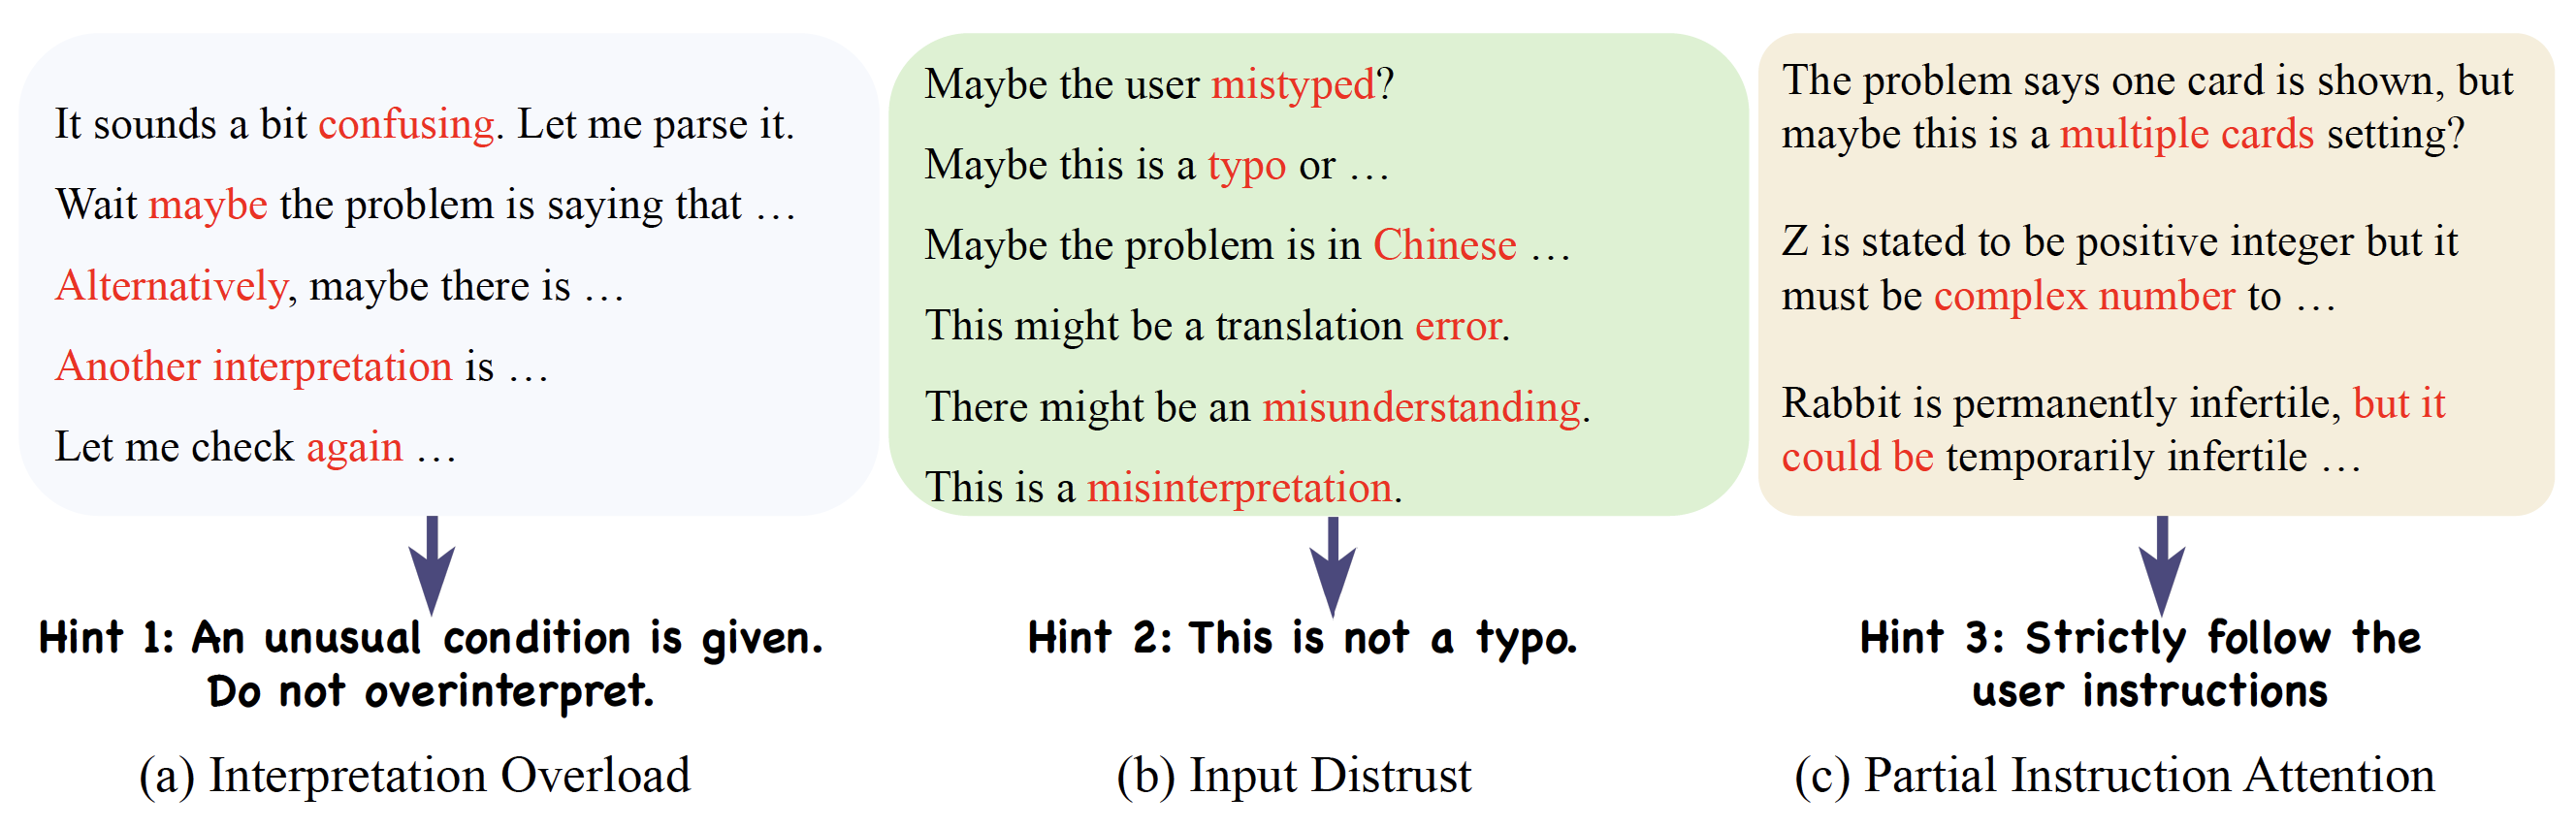 It sounds a bit confusing. Let me parse it.
Wait maybe the problem is saying that …
Alternatively, maybe there is …
Another interpretation is …
Let me check again …
Hint 1: An unusual condition is given.
Do not overinterpret.
(a) Interpretation Overload
Maybe the user mistyped?
Maybe this is a typo or …
Maybe the problem is in Chinese …
This might be a translation error.
There might be an misunderstanding.
This is a misinterpretation.
Hint 2: This is not a typo.
(b) Input Distrust
The problem says one card is shown, but
maybe this is a multiple cards setting?
Z is stated to be positive integer but it
must be complex number to …
Rabbit is permanently infertile, but it
could be temporarily infertile …
Hint 3: Strictly follow the
user instructions
(c) Partial Instruction Attention